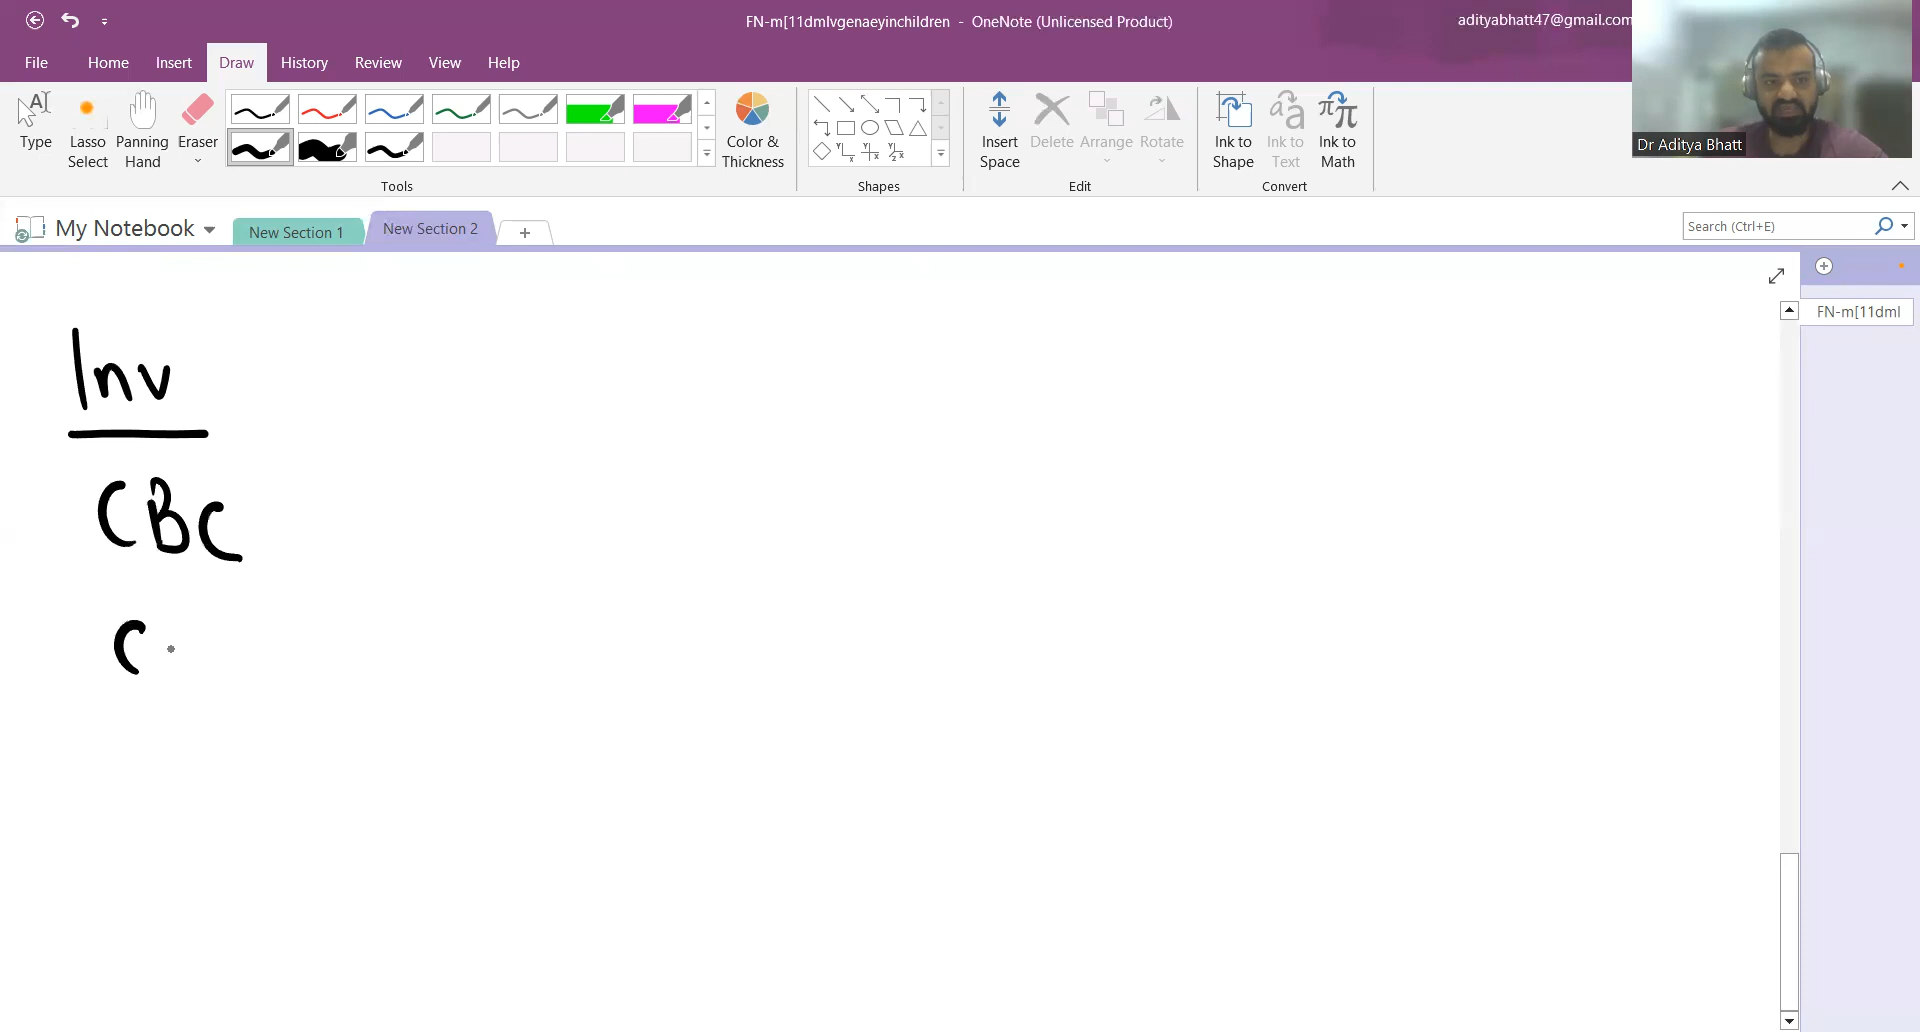 FN-m[11dmlvgenaeyinchildren - OneNote (Unlicensed Product)
adityabhatt47@gmail.com
File Home Insert Draw History Review View Help
Type
Lasso Select
Panning Hand
Eraser
Color & Thickness
Insert Space
Delete
Arrange
Rotate
Ink to Shape
Ink to Text
Ink to Math
Dr Aditya Bhatt
Tools Shapes Edit Convert
My Notebook New Section 1 New Section 2
Search (Ctrl+E)
FN-m[11dml
Inv
CBC
C